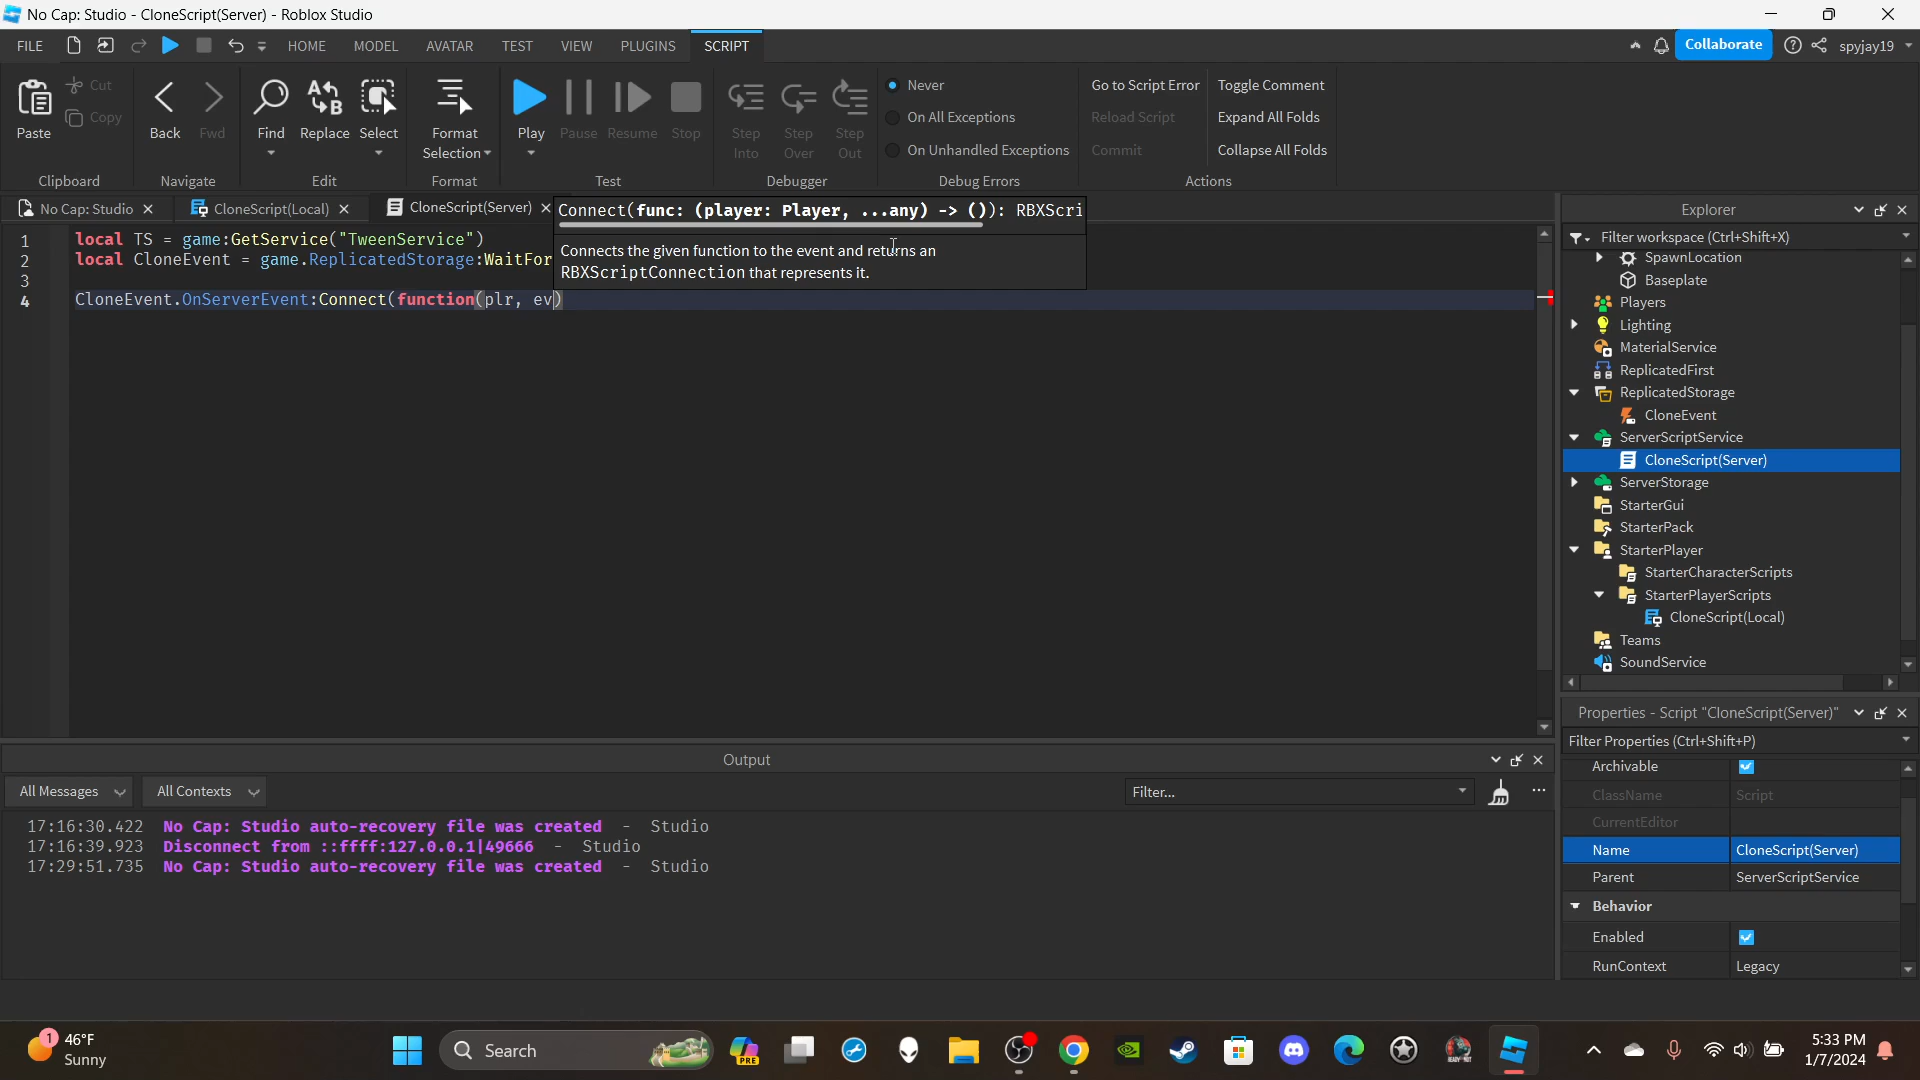 No Cap: Studio - CloneScript(Server) - Roblox Studio
FILE HOME MODEL AVATAR TEST VIEW PLUGINS SCRIPT Collaborate spyjay19
Paste Cut Copy Back Fwd Find Replace Select Format Selection Play Pause Resume Stop Step Into Step Over Step Out
Never Go to Script Error Toggle Comment
On All Exceptions Reload Script Expand All Folds
On Unhandled Exceptions Commit Collapse All Folds
Clipboard Navigate Edit Format Test Debugger Debug Errors Actions
No Cap: Studio CloneScript(Local) CloneScript(Server)
1 local TS = game:GetService("TweenService")
2 local CloneEvent = game.ReplicatedStorage:WaitFor
3
4 CloneEvent.OnServerEvent:Connect(function(plr, ev)
Connect(func: (player: Player, ...any) -> ()): RBXScri
Connects the given function to the event and returns an
RBXScriptConnection that represents it.
Explorer
Filter workspace (Ctrl+Shift+X)
SpawnLocation
Baseplate
Players
Lighting
MaterialService
ReplicatedFirst
ReplicatedStorage
CloneEvent
ServerScriptService
CloneScript(Server)
ServerStorage
StarterGui
StarterPack
StarterPlayer
StarterCharacterScripts
StarterPlayerScripts
CloneScript(Local)
Teams
SoundService
Properties - Script "CloneScript(Server)"
Filter Properties (Ctrl+Shift+P)
Archivable
ClassName Script
CurrentEditor
Name CloneScript(Server)
Parent ServerScriptService
Behavior
Enabled
RunContext Legacy
Output
All Messages All Contexts Filter...
17:16:30.422 No Cap: Studio auto-recovery file was created - Studio
17:16:39.923 Disconnect from ::ffff:127.0.0.1|49666 - Studio
17:29:51.735 No Cap: Studio auto-recovery file was created - Studio
1 46°F
Sunny
Search
PRE
5:33 PM
1/7/2024